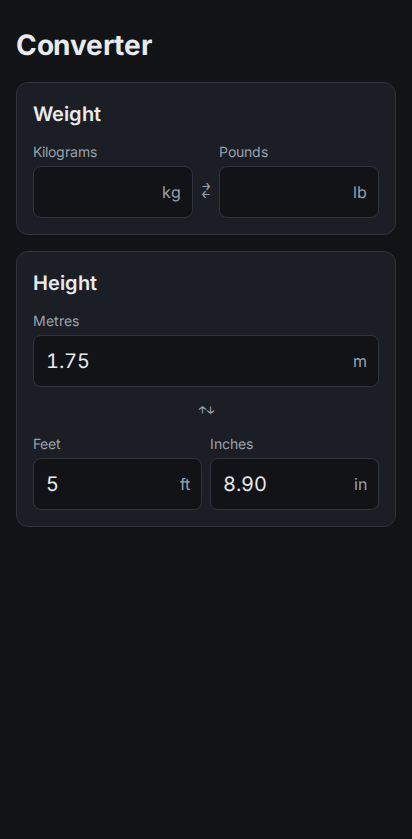 Converter
Weight
Kilograms Pounds
kg ⇄ lb
Height
Metres
1.75 m
⇅
Feet Inches
5 ft 8.90 in